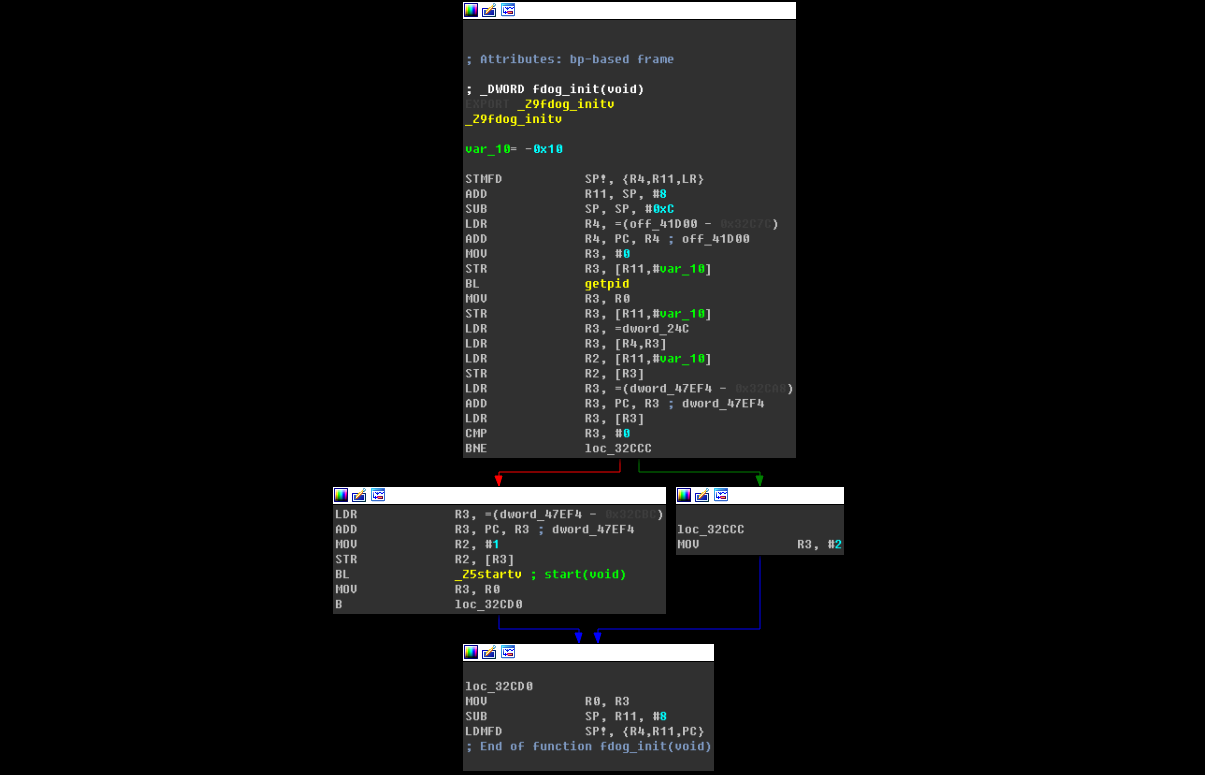 ; Attributes: bp-based frame
; _DWORD fdog_init(void)
EXPORT _Z9fdog_initv
_Z9fdog_initv
var_10= -0x10
STMFD SP!, {R4,R11,LR}
ADD R11, SP, #8
SUB SP, SP, #0xC
LDR R4, =(off_41D00 - 0x32C7C)
ADD R4, PC, R4 ; off_41D00
MOV R3, #0
STR R3, [R11,#var_10]
BL getpid
MOV R3, R0
STR R3, [R11,#var_10]
LDR R3, =dword_24C
LDR R3, [R4,R3]
LDR R2, [R11,#var_10]
STR R2, [R3]
LDR R3, =(dword_47EF4 - 0x32CA8)
ADD R3, PC, R3 ; dword_47EF4
LDR R3, [R3]
CMP R3, #0
BNE loc_32CCC
LDR R3, =(dword_47EF4 - 0x32CBC)
ADD R3, PC, R3 ; dword_47EF4
MOV R2, #1
STR R2, [R3]
BL _Z5startv ; start(void)
MOV R3, R0
B loc_32CD0
loc_32CCC
MOV R3, #2
loc_32CD0
MOV R0, R3
SUB SP, R11, #8
LDMFD SP!, {R4,R11,PC}
; End of function fdog_init(void)